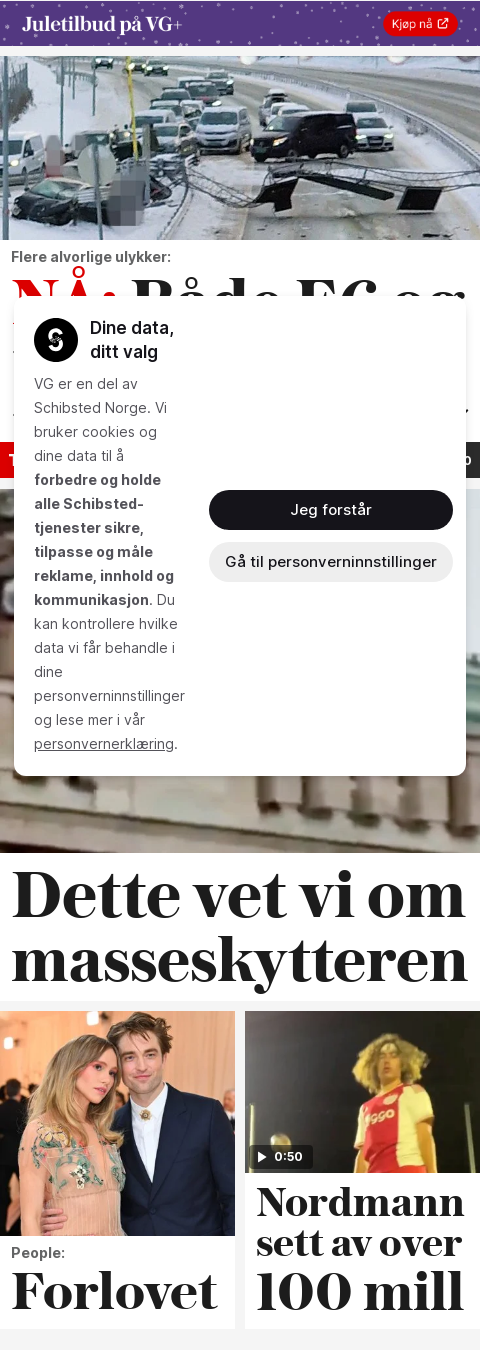 Juletilbud på VG+
Kjøp nå
Flere alvorlige ulykker:
NÅ: Både E6 og
Dine data,
ditt valg
VG er en del av
Schibsted Norge. Vi
bruker cookies og
dine data til å
forbedre og holde
alle Schibsted-
tjenester sikre,
tilpasse og måle
reklame, innhold og
kommunikasjon. Du
kan kontrollere hvilke
data vi får behandle i
dine
personverninnstillinger
og lese mer i vår
personvernerklæring.
Jeg forstår
Gå til personverninnstillinger
Dette vet vi om
masseskytteren
0:50
People:
Forlovet
Nordmann
sett av over
100 mill